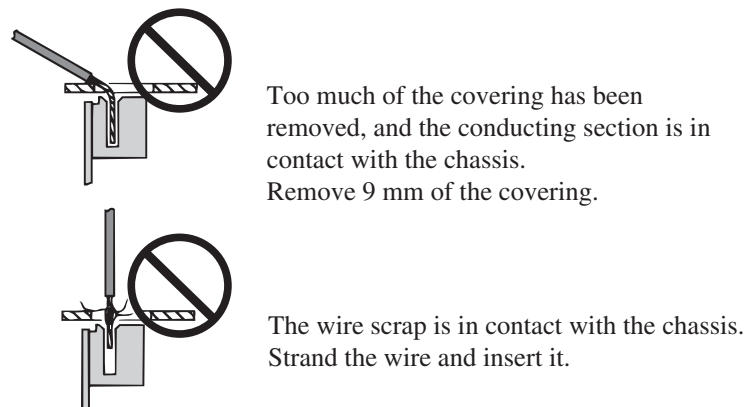 Too much of the covering has been
removed, and the conducting section is in
contact with the chassis.
Remove 9 mm of the covering.
The wire scrap is in contact with the chassis.
Strand the wire and insert it.